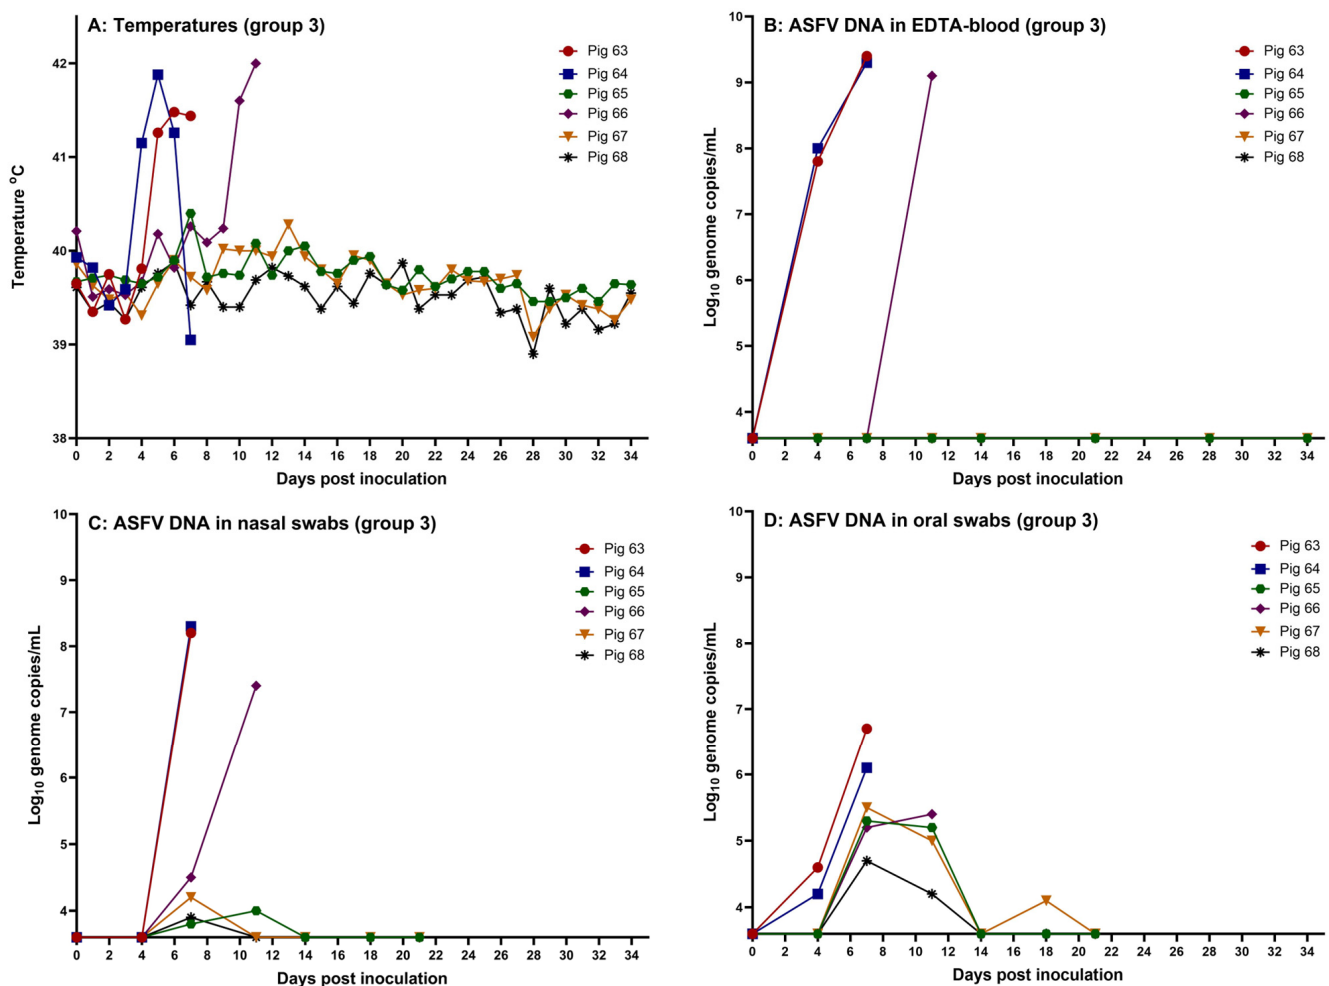 A: Temperatures (group 3)
Pig 63
Pig 64
Pig 65
Pig 66
Pig 67
Pig 68
Temperature °C
42
41
40
39
38
0 2 4 6 8 10 12 14 16 18 20 22 24 26 28 30 32 34
Days post inoculation
B: ASFV DNA in EDTA-blood (group 3)
Pig 63
Pig 64
Pig 65
Pig 66
Pig 67
Pig 68
Log10 genome copies/mL
10
9
8
7
6
5
4
0 2 4 6 8 10 12 14 16 18 20 22 24 26 28 30 32 34
Days post inoculation
C: ASFV DNA in nasal swabs (group 3)
Pig 63
Pig 64
Pig 65
Pig 66
Pig 67
Pig 68
Log10 genome copies/mL
10
9
8
7
6
5
4
0 2 4 6 8 10 12 14 16 18 20 22 24 26 28 30 32 34
Days post inoculation
D: ASFV DNA in oral swabs (group 3)
Pig 63
Pig 64
Pig 65
Pig 66
Pig 67
Pig 68
Log10 genome copies/mL
10
9
8
7
6
5
4
0 2 4 6 8 10 12 14 16 18 20 22 24 26 28 30 32 34
Days post inoculation